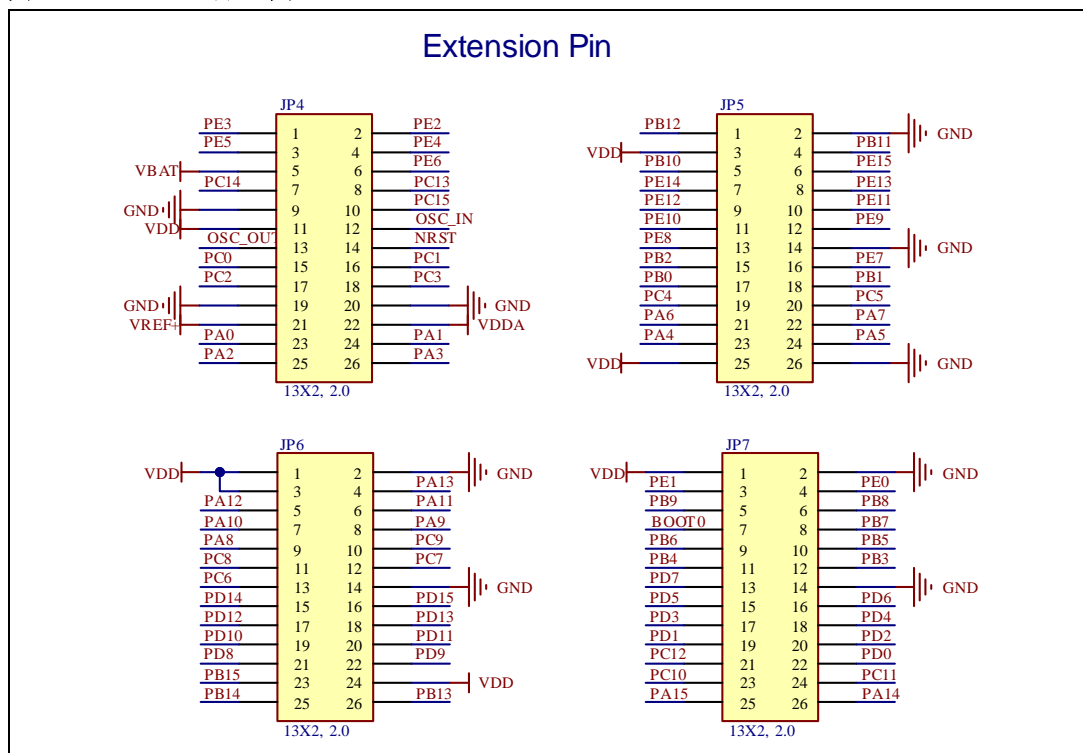 Extension Pin
JP4
PE3 1 2 PE2
PE5 3 4 PE4
VBAT 5 6 PE6
PC14 7 8 PC13
GND 9 10 PC15
VDD 11 12 OSC_IN
OSC_OUT 13 14 NRST
PC0 15 16 PC1
PC2 17 18 PC3
GND 19 20 GND
VREF+ 21 22 VDDA
PA0 23 24 PA1
PA2 25 26 PA3
13X2, 2.0
JP5
PB12 1 2 GND
VDD 3 4 PB11
PB10 5 6 PE15
PE14 7 8 PE13
PE12 9 10 PE11
PE10 11 12 PE9
PE8 13 14 GND
PB2 15 16 PE7
PB0 17 18 PB1
PC4 19 20 PC5
PA6 21 22 PA7
PA4 23 24 PA5
VDD 25 26 GND
13X2, 2.0
JP6
VDD 1 2 GND
3 4 PA13
PA12 5 6 PA11
PA10 7 8 PA9
PA8 9 10 PC9
PC8 11 12 PC7
PC6 13 14 GND
PD14 15 16 PD15
PD12 17 18 PD13
PD10 19 20 PD11
PD8 21 22 PD9
PB15 23 24 VDD
PB14 25 26 PB13
13X2, 2.0
JP7
VDD 1 2 GND
PE1 3 4 PE0
PB9 5 6 PB8
BOOT0 7 8 PB7
PB6 9 10 PB5
PB4 11 12 PB3
PD7 13 14 GND
PD5 15 16 PD6
PD3 17 18 PD4
PD1 19 20 PD2
PC12 21 22 PD0
PC10 23 24 PC11
PA15 25 26 PA14
13X2, 2.0